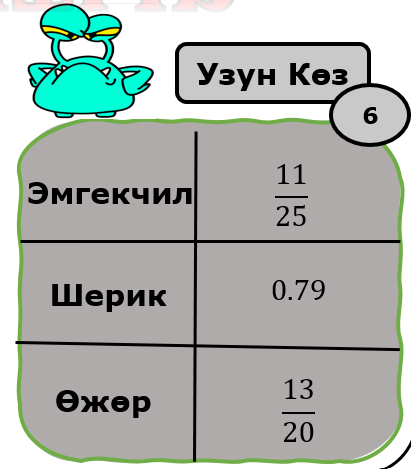 Узун Көз
6
Эмгекчил 11/25
Шерик 0.79
Өжөр 13/20